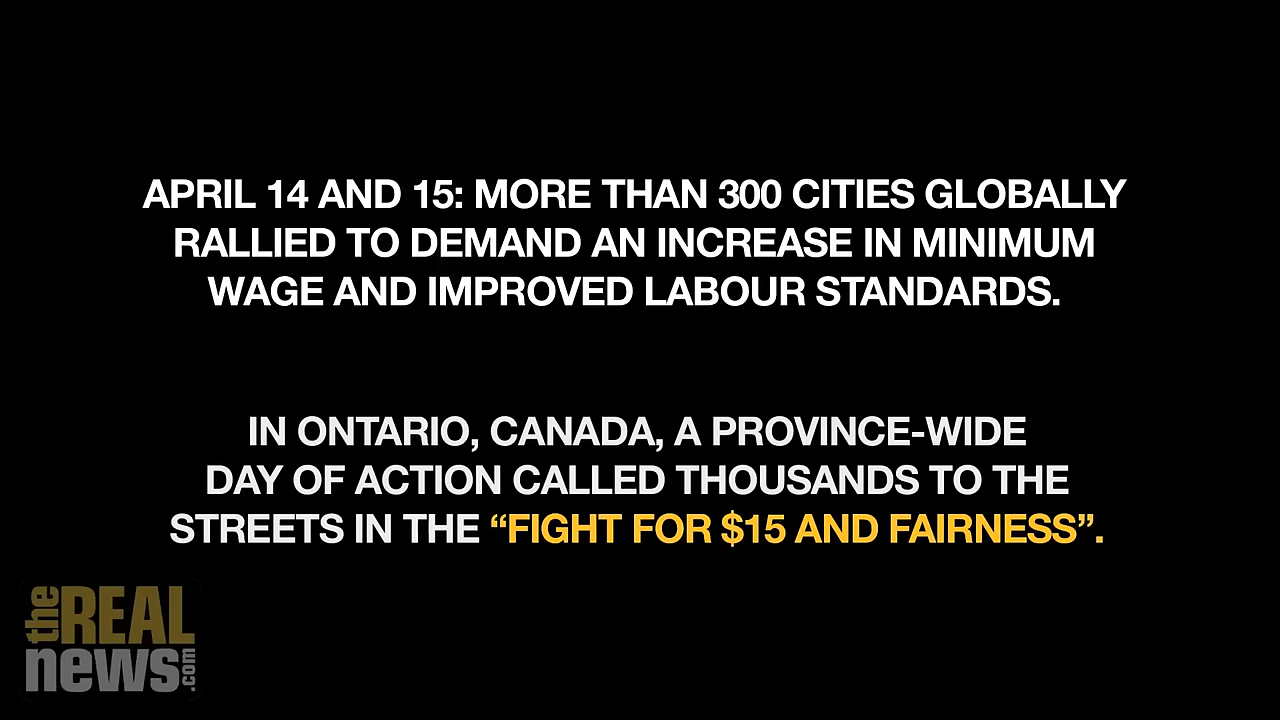 APRIL 14 AND 15: MORE THAN 300 CITIES GLOBALLY
RALLIED TO DEMAND AN INCREASE IN MINIMUM
WAGE AND IMPROVED LABOUR STANDARDS.
IN ONTARIO, CANADA, A PROVINCE-WIDE
DAY OF ACTION CALLED THOUSANDS TO THE
STREETS IN THE “FIGHT FOR $15 AND FAIRNESS”.
the REAL
news.com